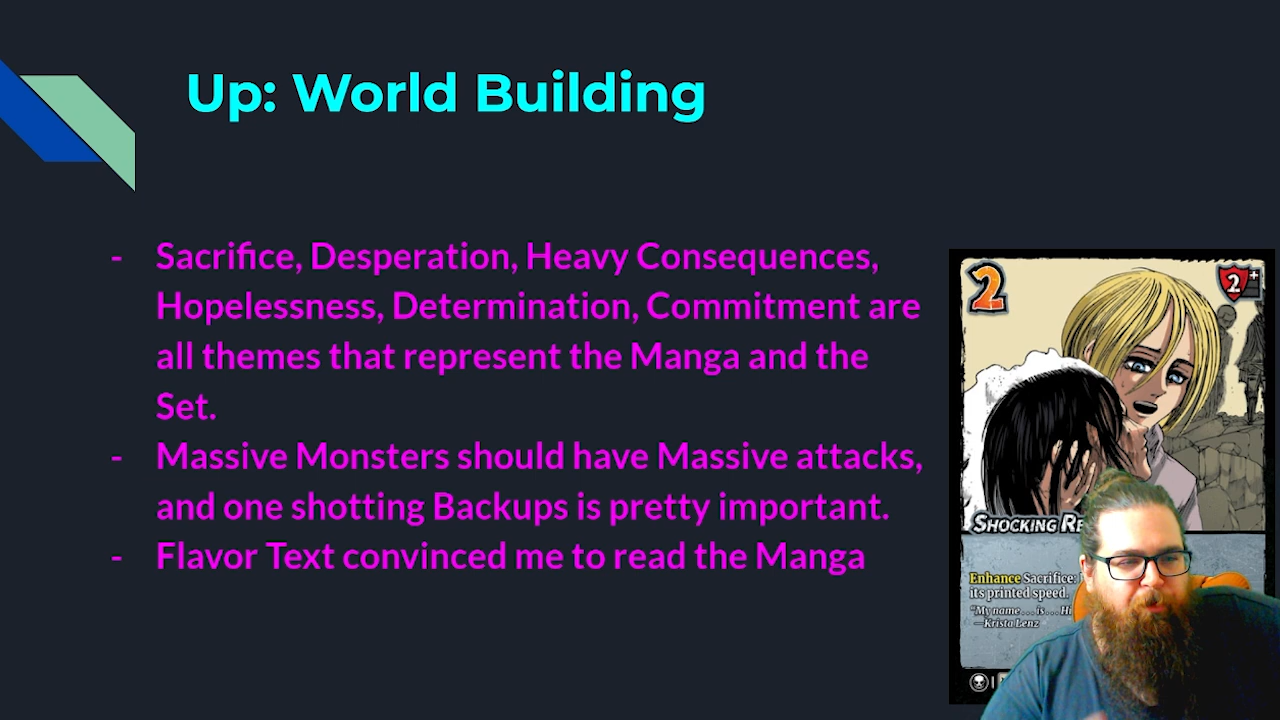 Up: World Building
- Sacrifice, Desperation, Heavy Consequences,
Hopelessness, Determination, Commitment are
all themes that represent the Manga and the
Set.
- Massive Monsters should have Massive attacks,
and one shotting Backups is pretty important.
- Flavor Text convinced me to read the Manga
2
2+
SHOCKING
Enhance Sacrifice:
its printed speed.
"My name . . . is . . .
—Krista Lenz